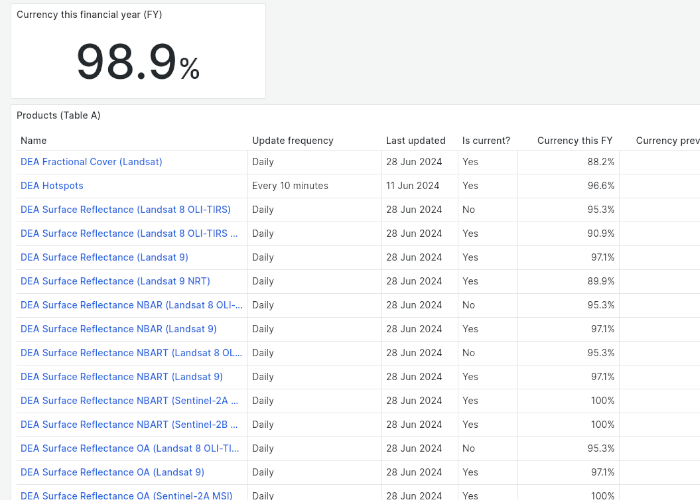 Currency this financial year (FY)
98.9%
Products (Table A)
Name Update frequency Last updated Is current? Currency this FY Currency prev
DEA Fractional Cover (Landsat) Daily 28 Jun 2024 Yes 88.2%
DEA Hotspots Every 10 minutes 11 Jun 2024 Yes 96.6%
DEA Surface Reflectance (Landsat 8 OLI-TIRS) Daily 28 Jun 2024 No 95.3%
DEA Surface Reflectance (Landsat 8 OLI-TIRS ... Daily 28 Jun 2024 Yes 90.9%
DEA Surface Reflectance (Landsat 9) Daily 28 Jun 2024 Yes 97.1%
DEA Surface Reflectance (Landsat 9 NRT) Daily 28 Jun 2024 Yes 89.9%
DEA Surface Reflectance NBAR (Landsat 8 OLI-... Daily 28 Jun 2024 No 95.3%
DEA Surface Reflectance NBAR (Landsat 9) Daily 28 Jun 2024 Yes 97.1%
DEA Surface Reflectance NBART (Landsat 8 OL... Daily 28 Jun 2024 No 95.3%
DEA Surface Reflectance NBART (Landsat 9) Daily 28 Jun 2024 Yes 97.1%
DEA Surface Reflectance NBART (Sentinel-2A ... Daily 28 Jun 2024 Yes 100%
DEA Surface Reflectance NBART (Sentinel-2B ... Daily 28 Jun 2024 Yes 100%
DEA Surface Reflectance OA (Landsat 8 OLI-TI... Daily 28 Jun 2024 No 95.3%
DEA Surface Reflectance OA (Landsat 9) Daily 28 Jun 2024 Yes 97.1%
DEA Surface Reflectance OA (Sentinel-2A MSI) Daily 28 Jun 2024 Yes 100%